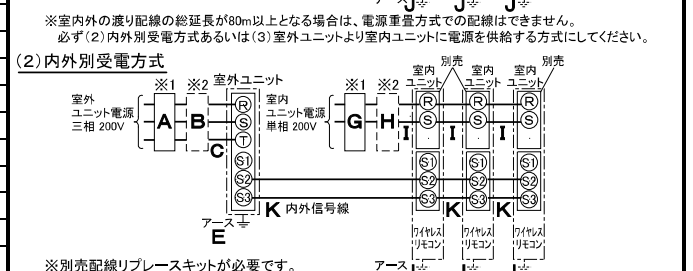 アース J J J
※室内外の渡り配線の総延長が80m以上となる場合は、電源重畳方式での配線はできません。
必ず(2)内外別受電方式あるいは(3)室外ユニットより室内ユニットに電源を供給する方式にしてください。
(2)内外別受電方式
別売 別売
※1 ※2 室外ユニット ※1 ※2 室内ユニット 室内ユニット 室内ユニット
室外ユニット電源 三相 200V
A B
R
S
T
C
S1
S2
S3
室内ユニット電源 単相 200V
G H
R R R
S S S
I I I
S1 S1 S1
S2 S2 S2
S3 S3 S3
K 内外信号線 K K
アース
E
ワイヤレスリモコン ワイヤレスリモコン ワイヤレスリモコン
※別売配線リプレースキットが必要です。
アース